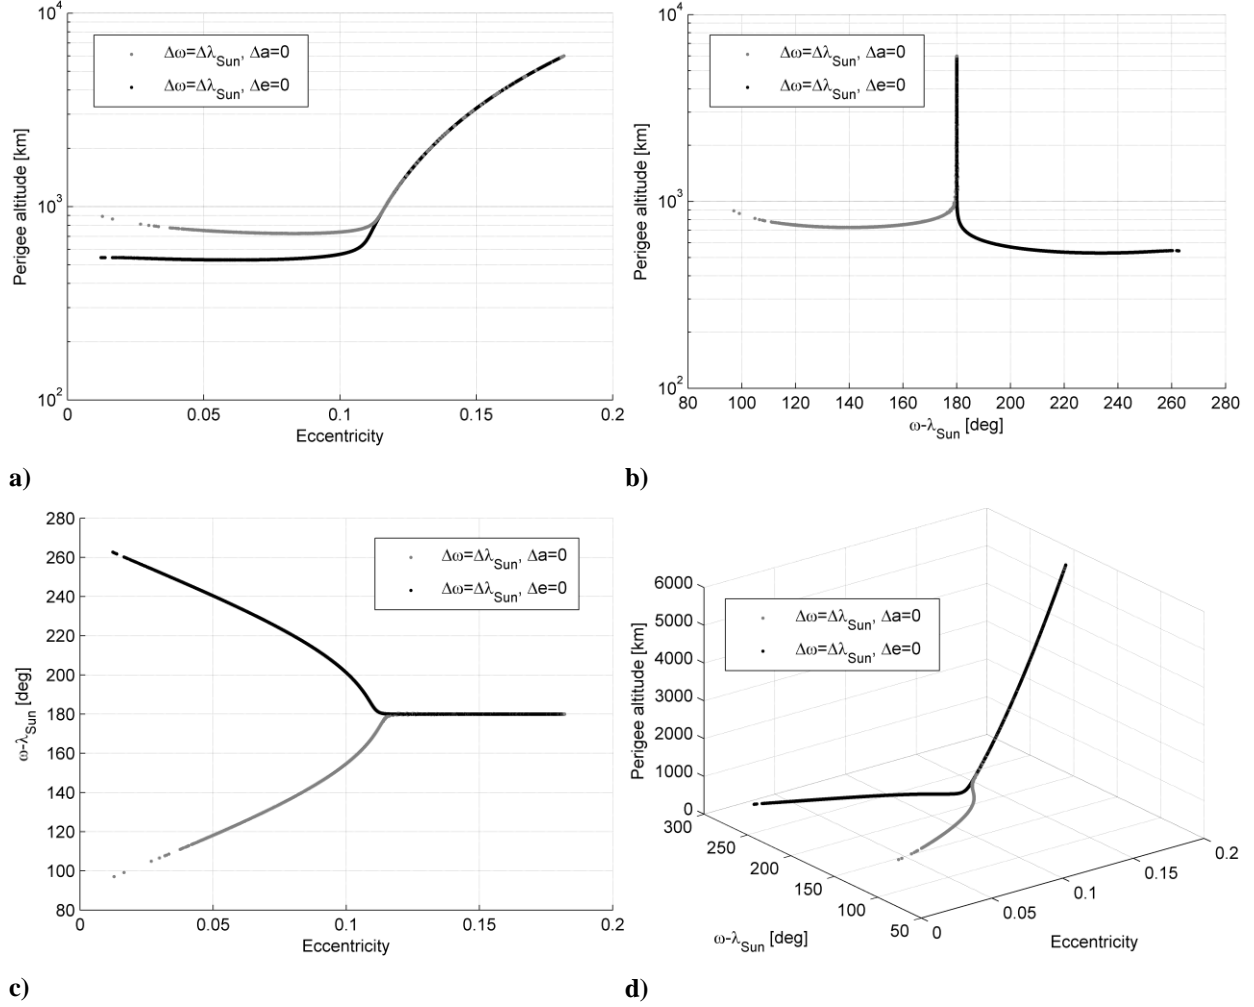 10^4
10^3
10^2
Perigee altitude [km]
Δω=Δλ_Sun, Δa=0
Δω=Δλ_Sun, Δe=0
0
0.05
0.1
0.15
0.2
Eccentricity
a)
10^4
10^3
10^2
Perigee altitude [km]
Δω=Δλ_Sun, Δa=0
Δω=Δλ_Sun, Δe=0
80
100
120
140
160
180
200
220
240
260
280
ω-λ_Sun [deg]
b)
280
260
240
220
200
180
160
140
120
100
80
ω-λ_Sun [deg]
Δω=Δλ_Sun, Δa=0
Δω=Δλ_Sun, Δe=0
0
0.05
0.1
0.15
0.2
Eccentricity
c)
6000
5000
4000
3000
2000
1000
0
Perigee altitude [km]
Δω=Δλ_Sun, Δa=0
Δω=Δλ_Sun, Δe=0
300
250
200
150
100
50
ω-λ_Sun [deg]
0
0.05
0.1
0.15
0.2
Eccentricity
d)